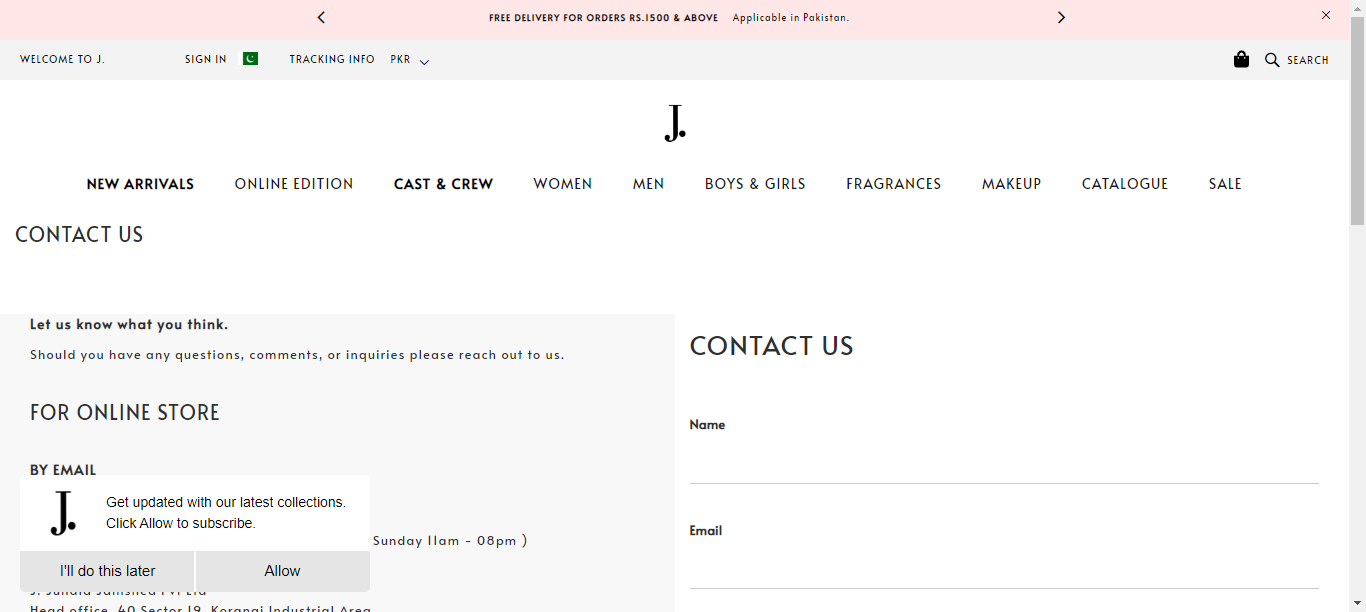 FREE DELIVERY FOR ORDERS RS.1500 & ABOVE Applicable in Pakistan.
WELCOME TO J. SIGN IN TRACKING INFO PKR SEARCH
J.
NEW ARRIVALS ONLINE EDITION CAST & CREW WOMEN MEN BOYS & GIRLS FRAGRANCES MAKEUP CATALOGUE SALE
CONTACT US
Let us know what you think.
Should you have any questions, comments, or inquiries please reach out to us.
FOR ONLINE STORE
BY EMAIL
J.
Get updated with our latest collections.
Click Allow to subscribe.
Sunday 11am - 08pm )
I'll do this later Allow
Head office, 40 Sector 19, Korangi Industrial Area
CONTACT US
Name
Email